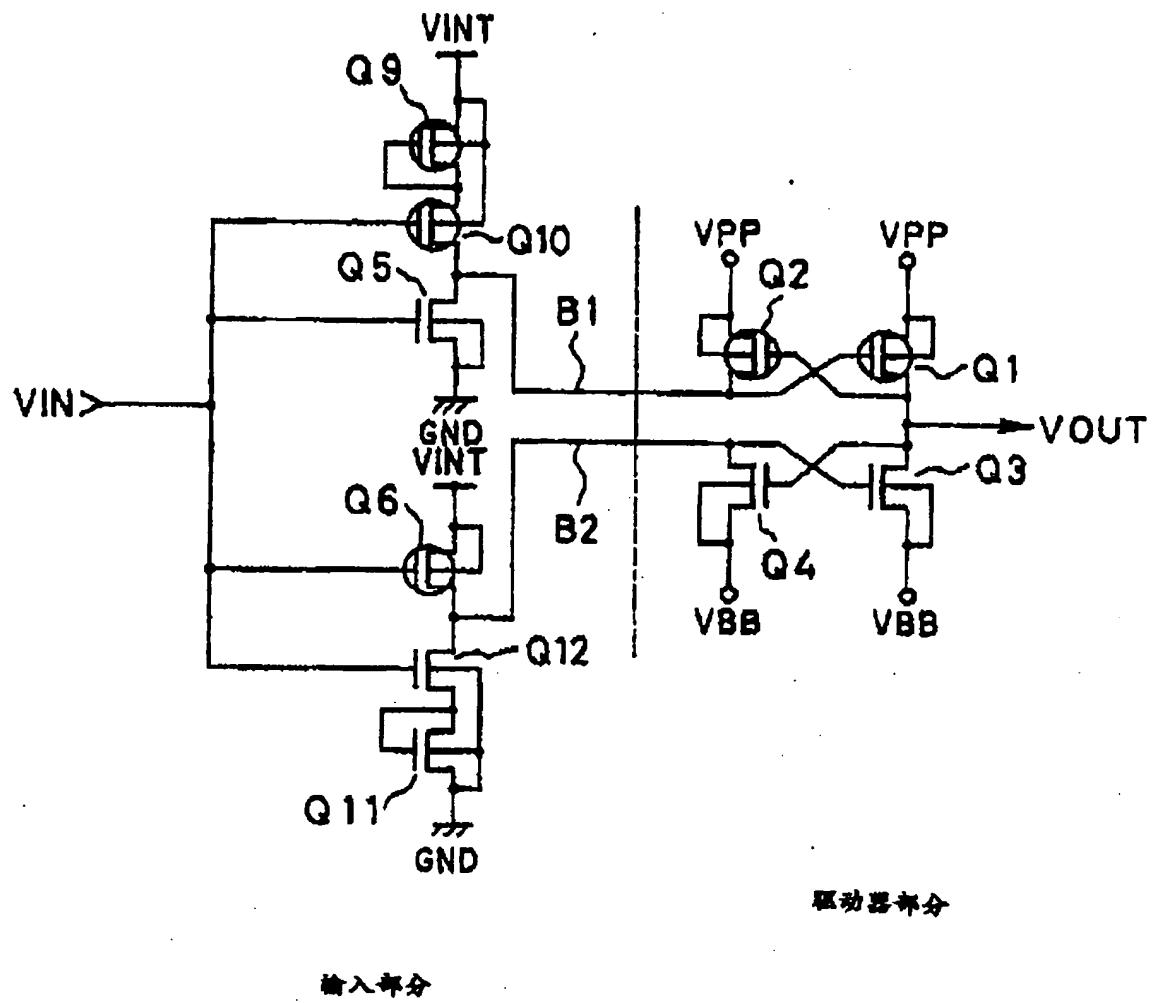 VINT
Q9
Q10
Q5
B1
VIN
GND
VINT
Q6
B2
Q12
Q11
GND
VPP
VPP
Q2
Q1
VOUT
Q3
Q4
VBB
VBB
驱动器部分
输入部分